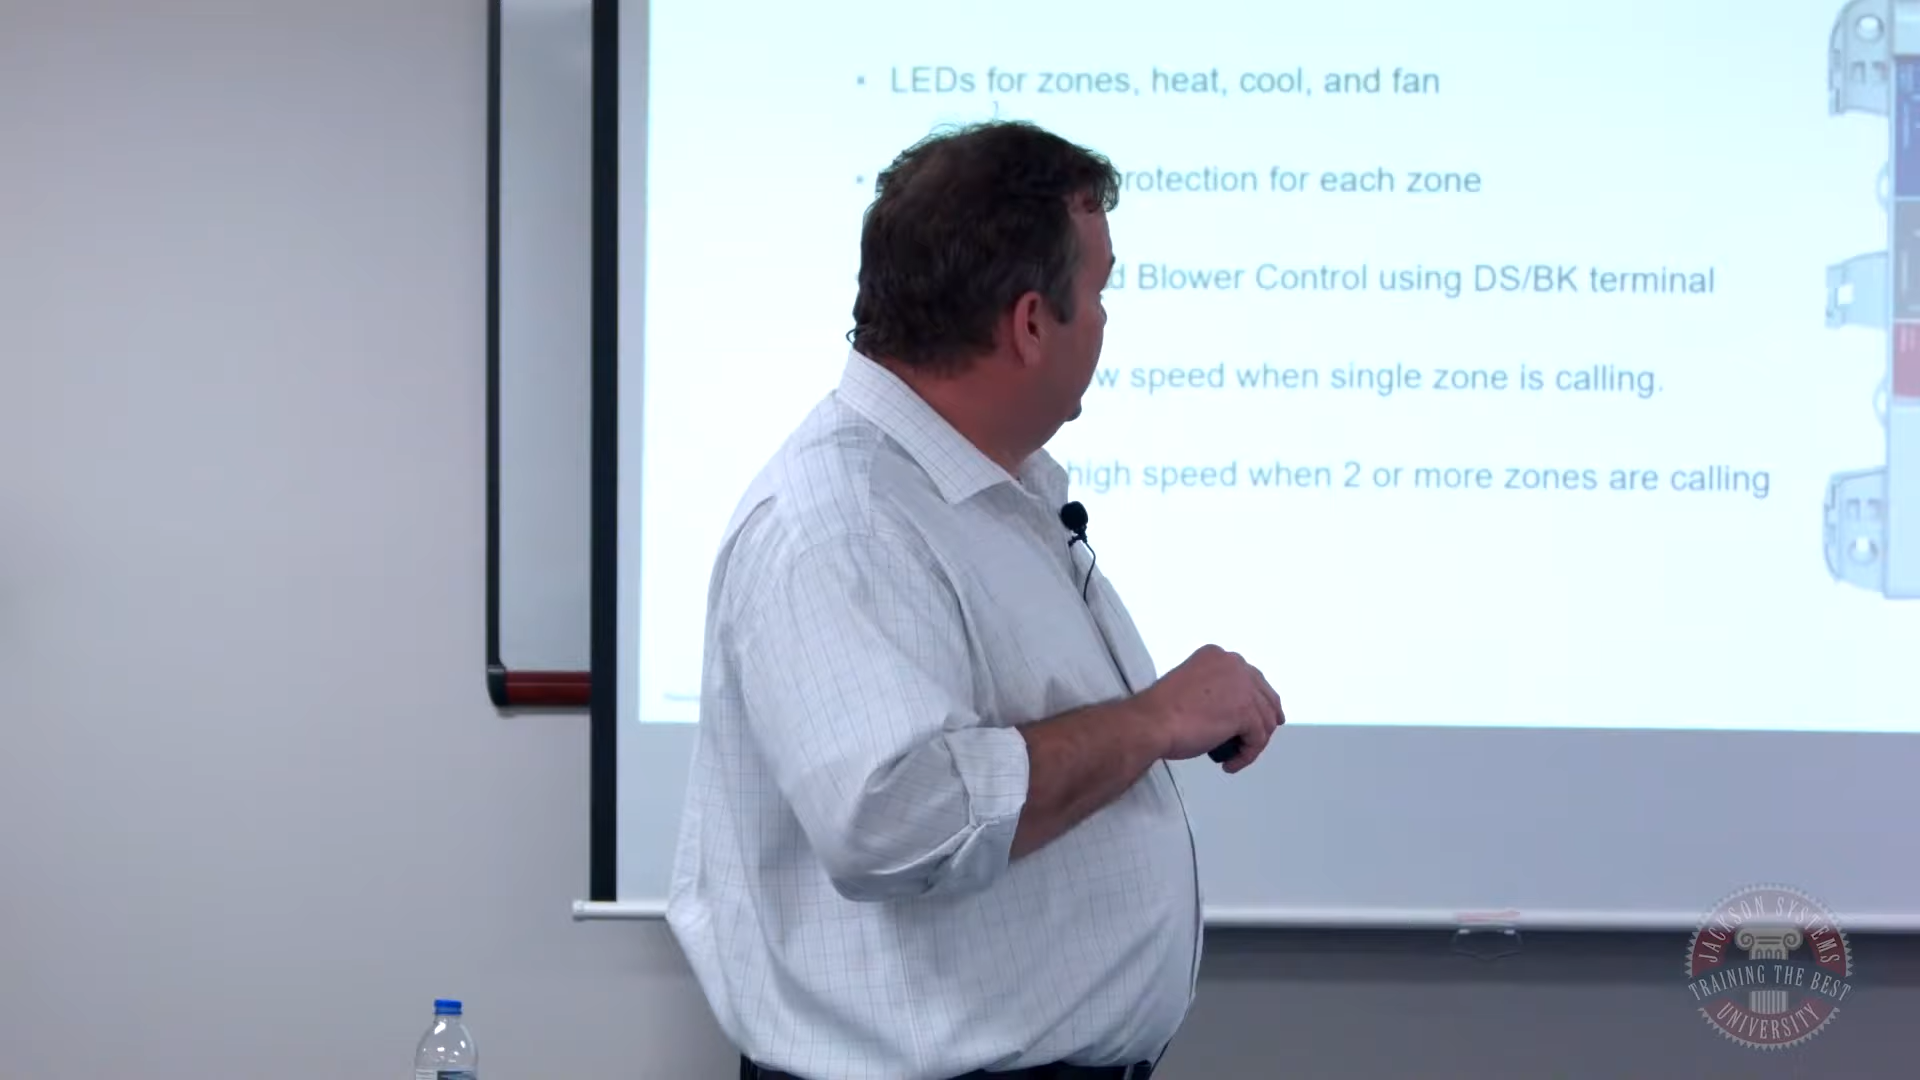 • LEDs for zones, heat, cool, and fan
• rotection for each zone
d Blower Control using DS/BK terminal
w speed when single zone is calling.
high speed when 2 or more zones are calling
JACKSON SYSTEMS
TRAINING THE BEST
UNIVERSITY